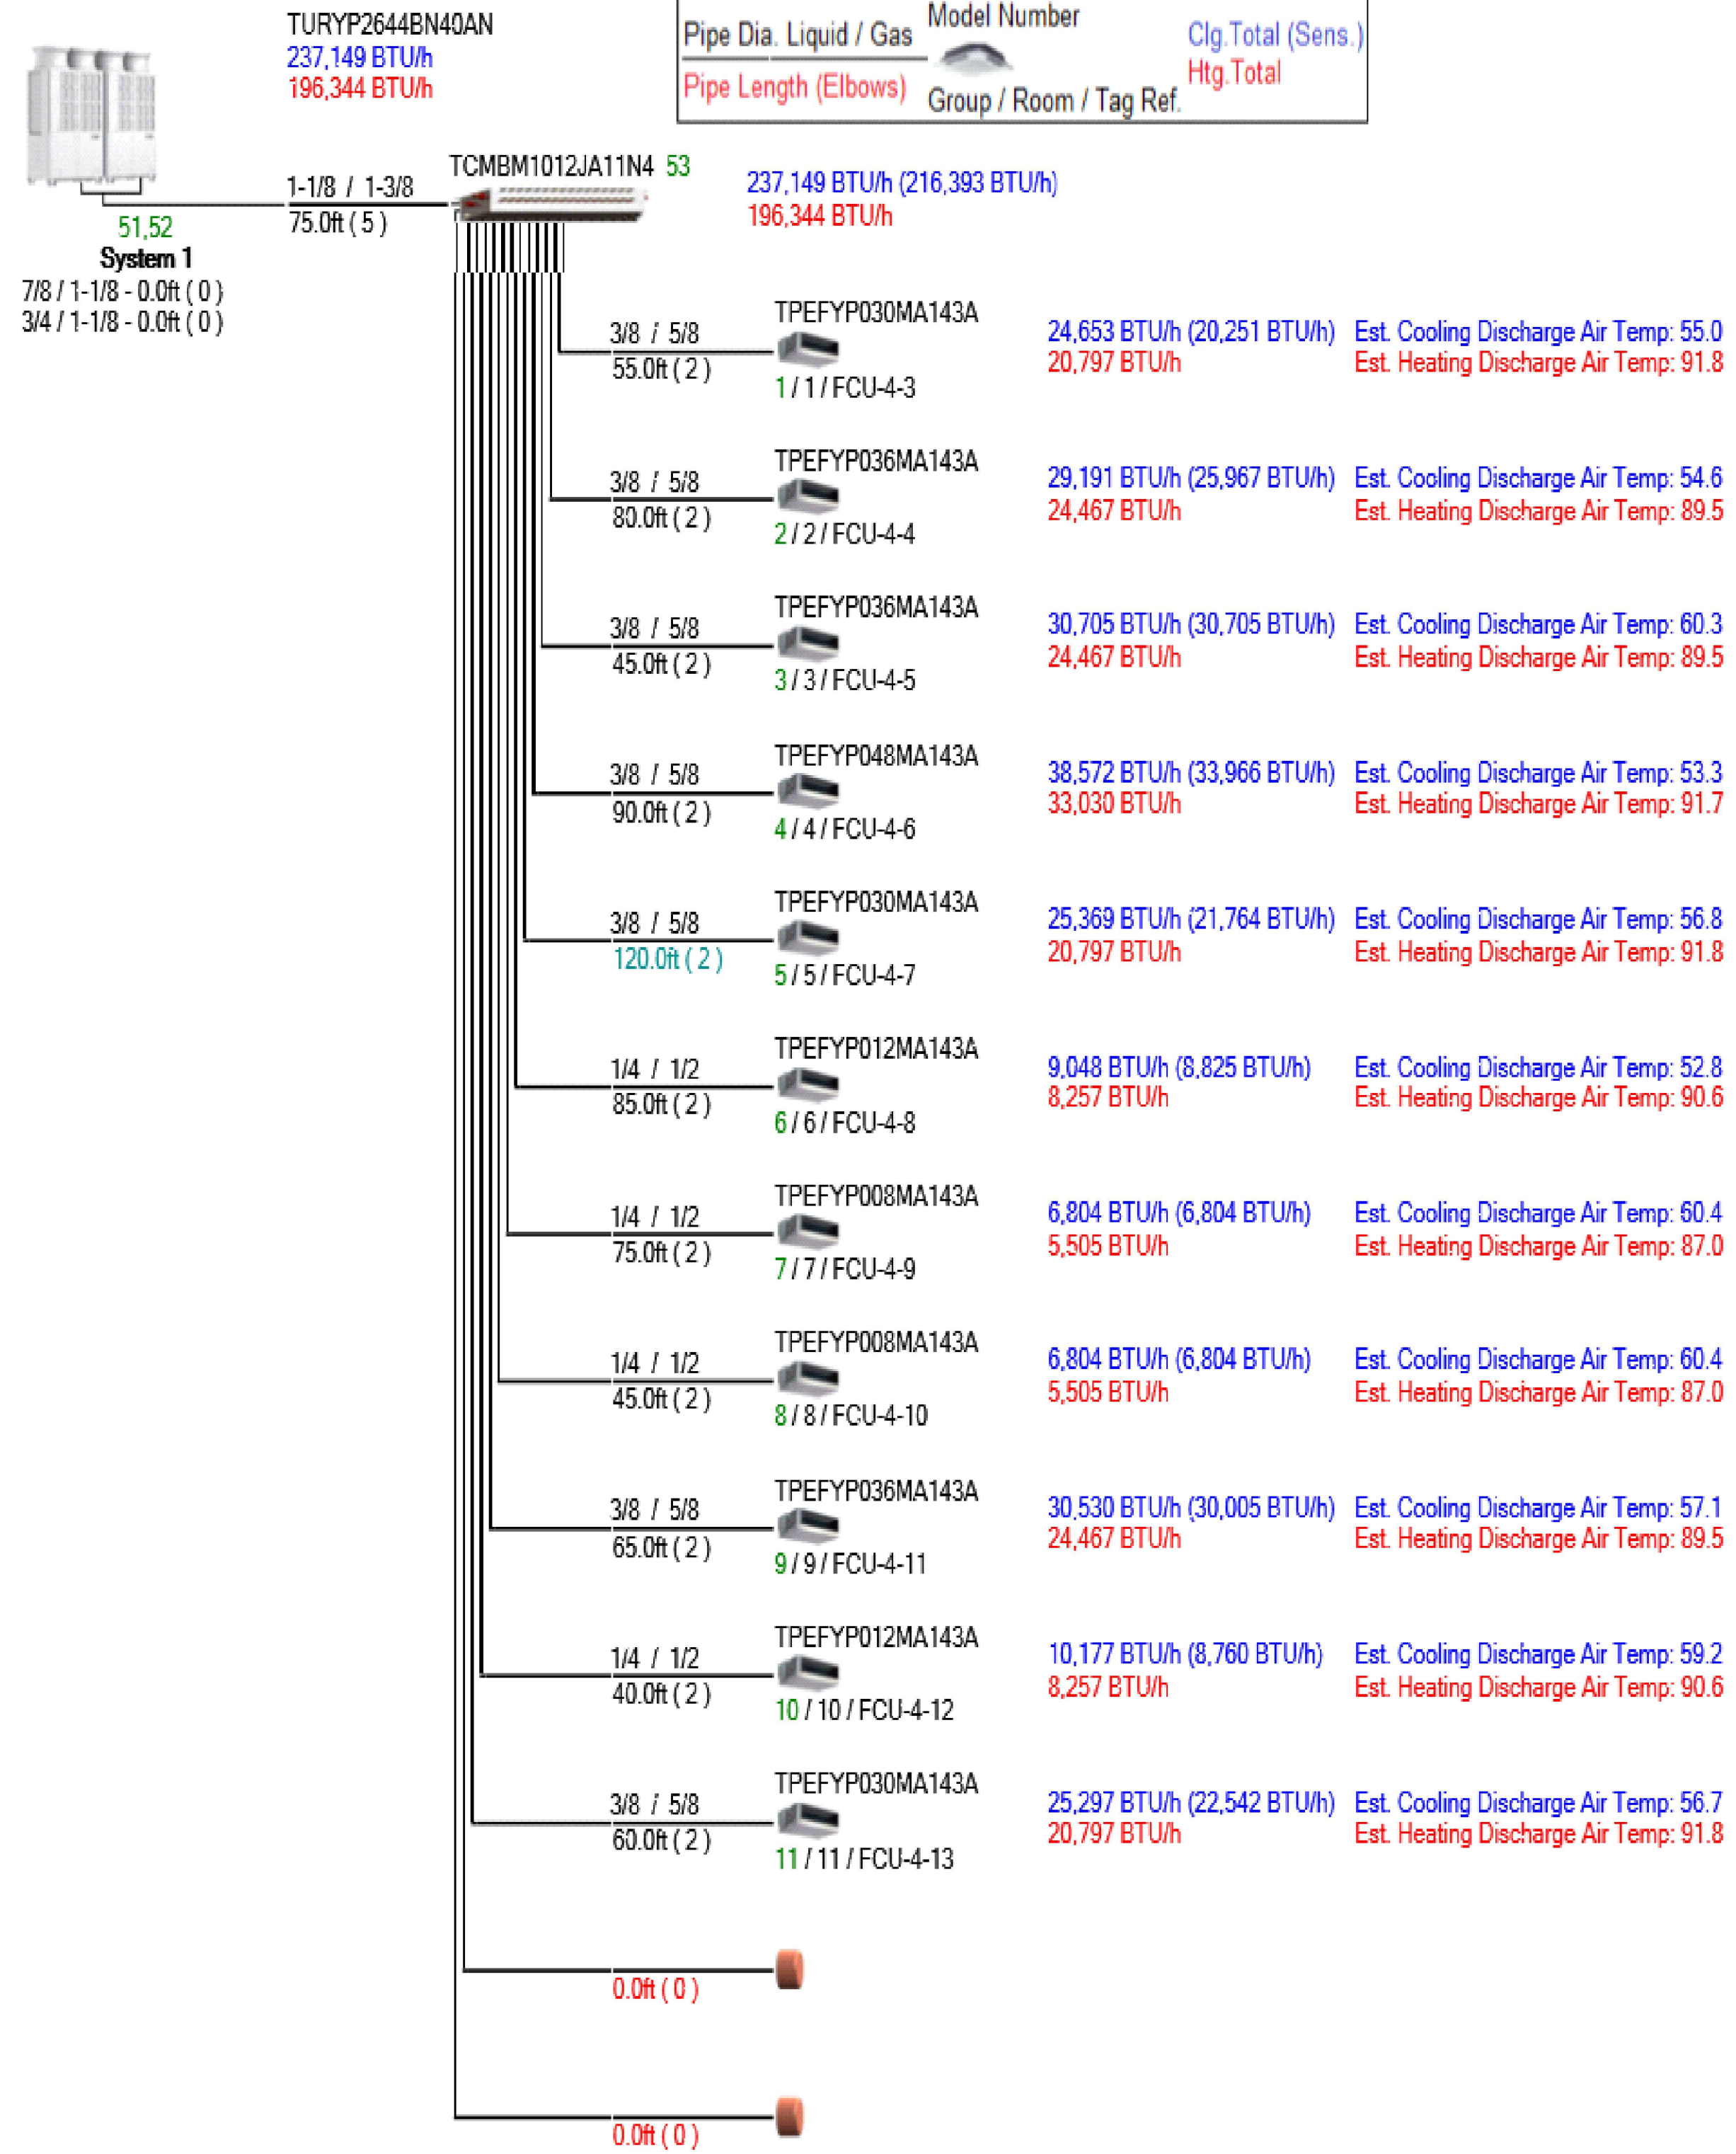 TURYP2644BN40AN
237,149 BTU/h
196,344 BTU/h
Pipe Dia. Liquid / Gas
Pipe Length (Elbows)
Model Number
Group / Room / Tag Ref.
Clg.Total (Sens.)
Htg.Total
51,52
System 1
7/8 / 1-1/8 - 0.0ft ( 0 )
3/4 / 1-1/8 - 0.0ft ( 0 )
1-1/8 / 1-3/8
75.0ft ( 5 )
TCMBM1012JA11N4 53
237,149 BTU/h (216,393 BTU/h)
196,344 BTU/h
3/8 / 5/8
55.0ft ( 2 )
TPEFYP030MA143A
1 / 1 / FCU-4-3
24,653 BTU/h (20,251 BTU/h) Est. Cooling Discharge Air Temp: 55.0
20,797 BTU/h Est. Heating Discharge Air Temp: 91.8
3/8 / 5/8
80.0ft ( 2 )
TPEFYP036MA143A
2 / 2 / FCU-4-4
29,191 BTU/h (25,967 BTU/h) Est. Cooling Discharge Air Temp: 54.6
24,467 BTU/h Est. Heating Discharge Air Temp: 89.5
3/8 / 5/8
45.0ft ( 2 )
TPEFYP036MA143A
3 / 3 / FCU-4-5
30,705 BTU/h (30,705 BTU/h) Est. Cooling Discharge Air Temp: 60.3
24,467 BTU/h Est. Heating Discharge Air Temp: 89.5
3/8 / 5/8
90.0ft ( 2 )
TPEFYP048MA143A
4 / 4 / FCU-4-6
38,572 BTU/h (33,966 BTU/h) Est. Cooling Discharge Air Temp: 53.3
33,030 BTU/h Est. Heating Discharge Air Temp: 91.7
3/8 / 5/8
120.0ft ( 2 )
TPEFYP030MA143A
5 / 5 / FCU-4-7
25,369 BTU/h (21,764 BTU/h) Est. Cooling Discharge Air Temp: 56.8
20,797 BTU/h Est. Heating Discharge Air Temp: 91.8
1/4 / 1/2
85.0ft ( 2 )
TPEFYP012MA143A
6 / 6 / FCU-4-8
9,048 BTU/h (8,825 BTU/h) Est. Cooling Discharge Air Temp: 52.8
8,257 BTU/h Est. Heating Discharge Air Temp: 90.6
1/4 / 1/2
75.0ft ( 2 )
TPEFYP008MA143A
7 / 7 / FCU-4-9
6,804 BTU/h (6,804 BTU/h) Est. Cooling Discharge Air Temp: 60.4
5,505 BTU/h Est. Heating Discharge Air Temp: 87.0
1/4 / 1/2
45.0ft ( 2 )
TPEFYP008MA143A
8 / 8 / FCU-4-10
6,804 BTU/h (6,804 BTU/h) Est. Cooling Discharge Air Temp: 60.4
5,505 BTU/h Est. Heating Discharge Air Temp: 87.0
3/8 / 5/8
65.0ft ( 2 )
TPEFYP036MA143A
9 / 9 / FCU-4-11
30,530 BTU/h (30,005 BTU/h) Est. Cooling Discharge Air Temp: 57.1
24,467 BTU/h Est. Heating Discharge Air Temp: 89.5
1/4 / 1/2
40.0ft ( 2 )
TPEFYP012MA143A
10 / 10 / FCU-4-12
10,177 BTU/h (8,760 BTU/h) Est. Cooling Discharge Air Temp: 59.2
8,257 BTU/h Est. Heating Discharge Air Temp: 90.6
3/8 / 5/8
60.0ft ( 2 )
TPEFYP030MA143A
11 / 11 / FCU-4-13
25,297 BTU/h (22,542 BTU/h) Est. Cooling Discharge Air Temp: 56.7
20,797 BTU/h Est. Heating Discharge Air Temp: 91.8
0.0ft ( 0 )
0.0ft ( 0 )